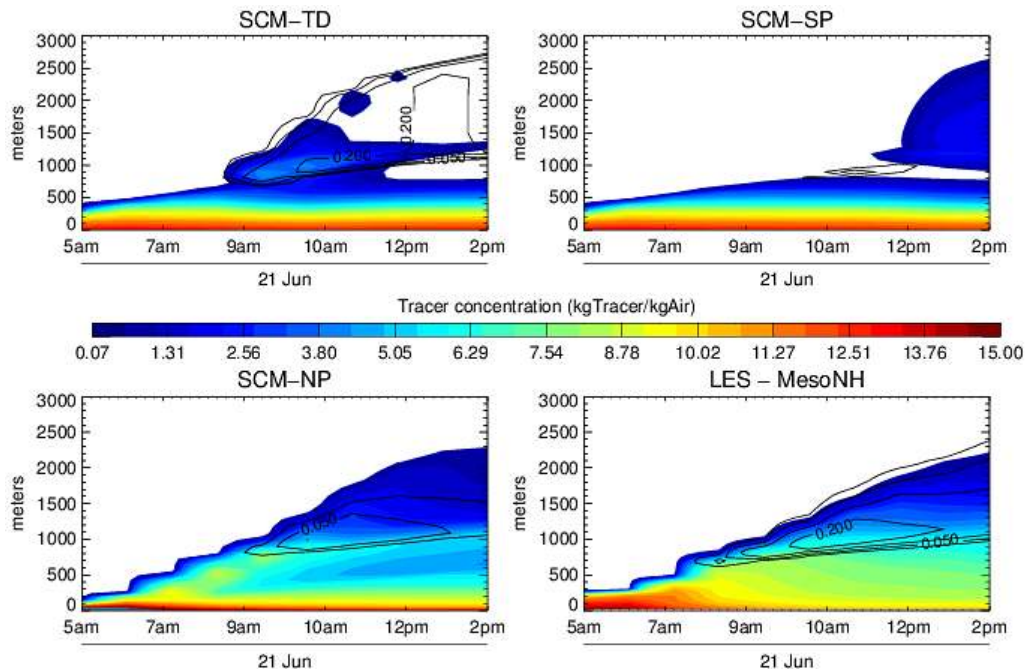 SCM–TD
SCM–SP
3000
2500
2000
1500
1000
500
0
meters
0.200
0.200
0.050
5am 7am 9am 10am 12pm 2pm
21 Jun
3000
2500
2000
1500
1000
500
0
meters
5am 7am 9am 10am 12pm 2pm
21 Jun
Tracer concentration (kgTracer/kgAir)
0.07 1.31 2.56 3.80 5.05 6.29 7.54 8.78 10.02 11.27 12.51 13.76 15.00
SCM–NP
LES – MesoNH
3000
2500
2000
1500
1000
500
0
meters
0.050
5am 7am 9am 10am 12pm 2pm
21 Jun
3000
2500
2000
1500
1000
500
0
meters
0.200
0.050
5am 7am 9am 10am 12pm 2pm
21 Jun